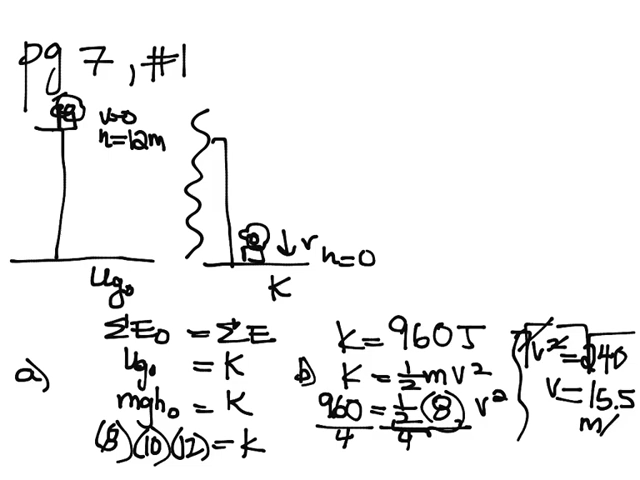 pg 7, #1
v=0
h=12m
v
h=0
Ug₀
K
a)
ΣE₀ = ΣE
Ug₀ = K
mgh₀ = K
(8)(10)(12) = K
K = 960J
b) K = ½mv²
960 = ½(8) v²
4 4
√v² = √240
v = 15.5
m/